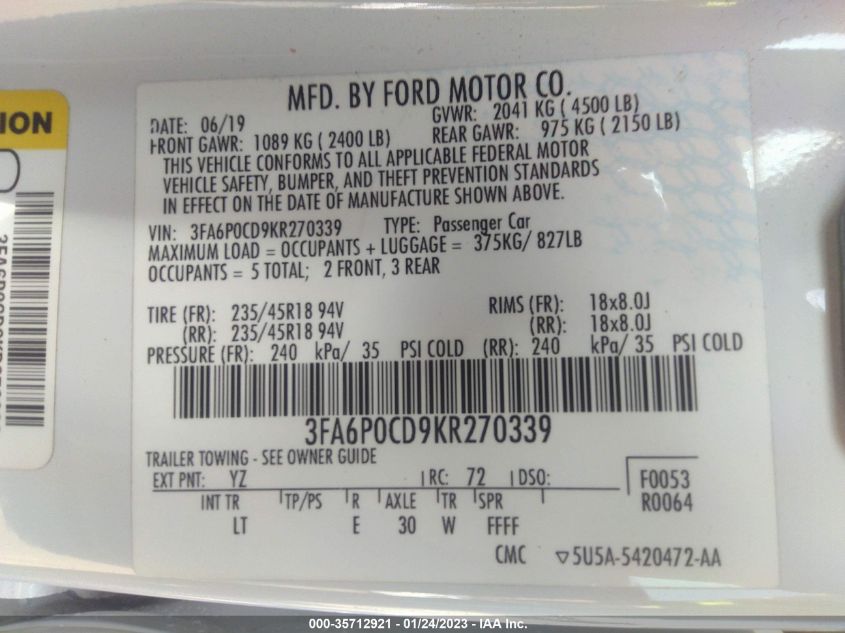 MFD. BY FORD MOTOR CO.
DATE: 06/19
GVWR: 2041 KG ( 4500 LB)
FRONT GAWR: 1089 KG ( 2400 LB)
REAR GAWR: 975 KG ( 2150 LB)
THIS VEHICLE CONFORMS TO ALL APPLICABLE FEDERAL MOTOR
VEHICLE SAFETY, BUMPER, AND THEFT PREVENTION STANDARDS
IN EFFECT ON THE DATE OF MANUFACTURE SHOWN ABOVE.
VIN: 3FA6P0CD9KR270339 TYPE: Passenger Car
MAXIMUM LOAD = OCCUPANTS + LUGGAGE = 375KG/ 827LB
OCCUPANTS = 5 TOTAL; 2 FRONT, 3 REAR
TIRE (FR): 235/45R18 94V RIMS (FR): 18x8.0J
(RR): 235/45R18 94V (RR): 18x8.0J
PRESSURE (FR): 240 kPa/ 35 PSI COLD (RR): 240 kPa/ 35 PSI COLD
3FA6P0CD9KR270339
TRAILER TOWING - SEE OWNER GUIDE
EXT PNT: YZ RC: 72 DSO: F0053
R0064
INT TR TP/PS R AXLE TR SPR
LT E 30 W FFFF
CMC ▽5U5A-5420472-AA
000-35712921 - 01/24/2023 - IAA Inc.